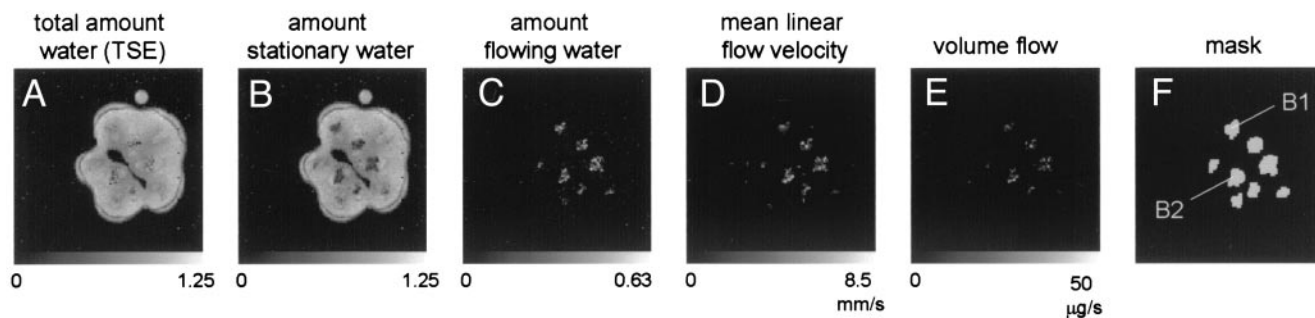 total amount
water (TSE)
amount
stationary water
amount
flowing water
mean linear
flow velocity
volume flow
mask
A
B
C
D
E
F
B1
B2
0 1.25
0 1.25
0 0.63
0 8.5
mm/s
0 50
µg/s